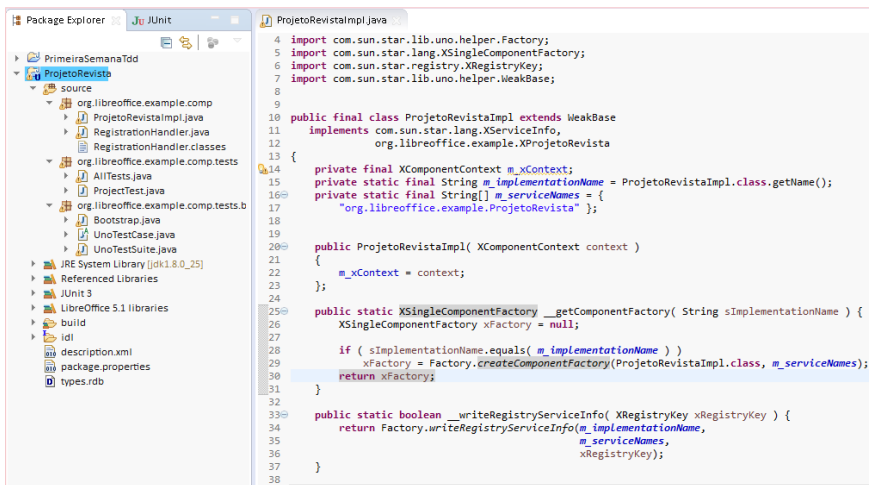 Package Explorer
JUnit
PrimeiraSemanaTdd
ProjetoRevista
source
org.libreoffice.example.comp
ProjetoRevistaImpl.java
RegistrationHandler.java
RegistrationHandler.classes
org.libreoffice.example.comp.tests
AllTests.java
ProjectTest.java
org.libreoffice.example.comp.tests.b
Bootstrap.java
UnoTestCase.java
UnoTestSuite.java
JRE System Library [jdk1.8.0_25]
Referenced Libraries
JUnit 3
LibreOffice 5.1 libraries
build
idl
description.xml
package.properties
types.rdb
ProjetoRevistaImpl.java
4 import com.sun.star.lib.uno.helper.Factory;
5 import com.sun.star.lang.XSingleComponentFactory;
6 import com.sun.star.registry.XRegistryKey;
7 import com.sun.star.lib.uno.helper.WeakBase;
8
9
10 public final class ProjetoRevistaImpl extends WeakBase
11 implements com.sun.star.lang.XServiceInfo,
12 org.libreoffice.example.XProjetoRevista
13 {
14 private final XComponentContext m_xContext;
15 private static final String m_implementationName = ProjetoRevistaImpl.class.getName();
16 private static final String[] m_serviceNames = {
17 "org.libreoffice.example.ProjetoRevista" };
18
19
20 public ProjetoRevistaImpl( XComponentContext context )
21 {
22 m_xContext = context;
23 };
24
25 public static XSingleComponentFactory __getComponentFactory( String sImplementationName ) {
26 XSingleComponentFactory xFactory = null;
27
28 if ( sImplementationName.equals( m_implementationName ) )
29 xFactory = Factory.createComponentFactory(ProjetoRevistaImpl.class, m_serviceNames);
30 return xFactory;
31 }
32
33 public static boolean __writeRegistryServiceInfo( XRegistryKey xRegistryKey ) {
34 return Factory.writeRegistryServiceInfo(m_implementationName,
35 m_serviceNames,
36 xRegistryKey);
37 }
38